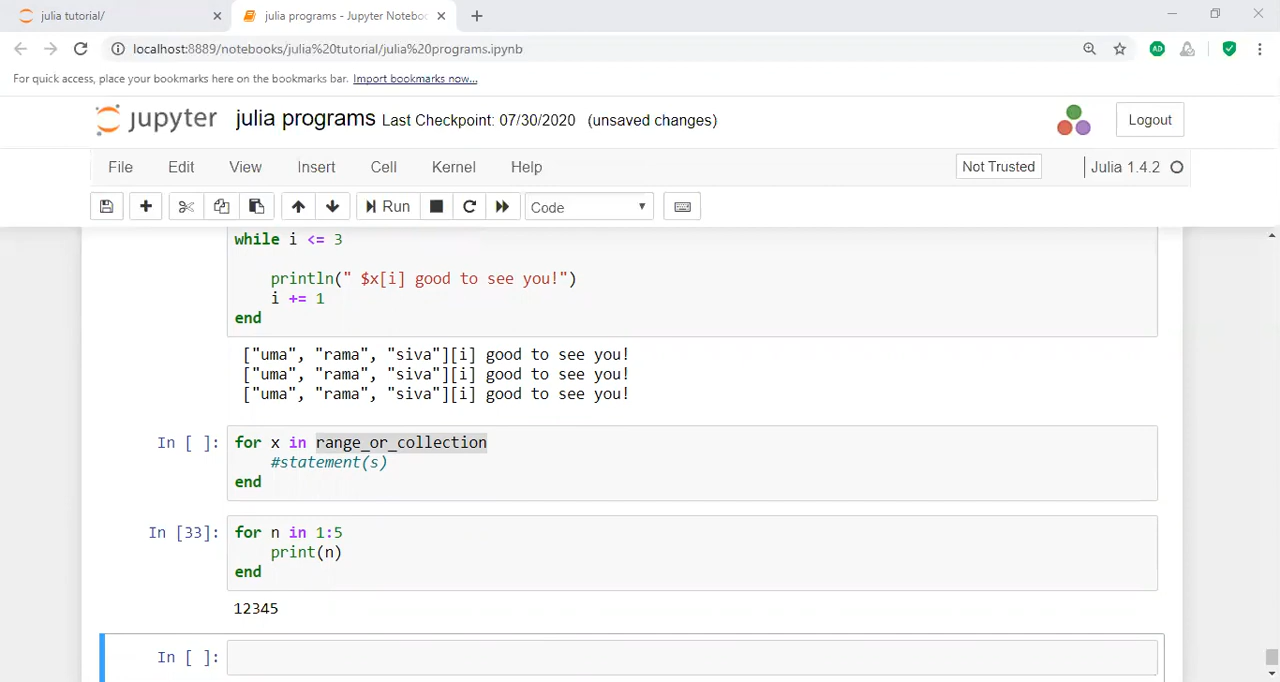 julia tutorial/
julia programs - Jupyter Noteboo
localhost:8889/notebooks/julia%20tutorial/julia%20programs.ipynb
For quick access, place your bookmarks here on the bookmarks bar. Import bookmarks now...
jupyter julia programs Last Checkpoint: 07/30/2020 (unsaved changes)
Logout
File Edit View Insert Cell Kernel Help
Not Trusted
Julia 1.4.2
Run
Code
while i <= 3
println(" $x[i] good to see you!")
i += 1
end
["uma", "rama", "siva"][i] good to see you!
["uma", "rama", "siva"][i] good to see you!
["uma", "rama", "siva"][i] good to see you!
In [ ]: for x in range_or_collection
#statement(s)
end
In [33]: for n in 1:5
print(n)
end
12345
In [ ]: